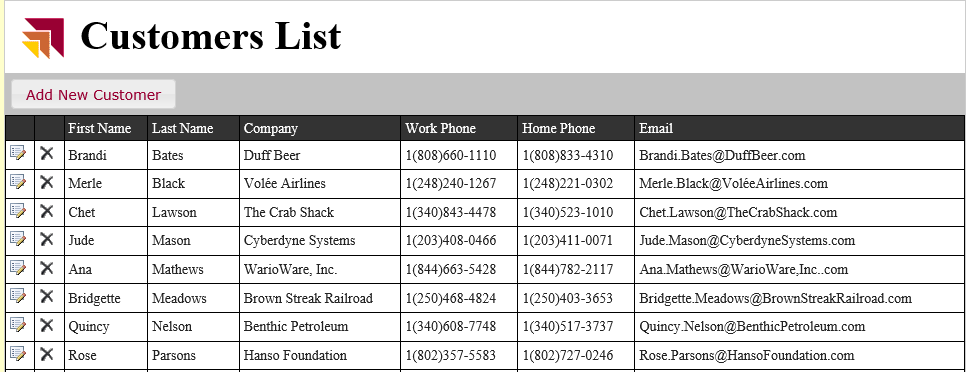 Customers List
Add New Customer
First Name Last Name Company Work Phone Home Phone Email
Brandi Bates Duff Beer 1(808)660-1110 1(808)833-4310 Brandi.Bates@DuffBeer.com
Merle Black Volée Airlines 1(248)240-1267 1(248)221-0302 Merle.Black@VoléeAirlines.com
Chet Lawson The Crab Shack 1(340)843-4478 1(340)523-1010 Chet.Lawson@TheCrabShack.com
Jude Mason Cyberdyne Systems 1(203)408-0466 1(203)411-0071 Jude.Mason@CyberdyneSystems.com
Ana Mathews WarioWare, Inc. 1(844)663-5428 1(844)782-2117 Ana.Mathews@WarioWare,Inc..com
Bridgette Meadows Brown Streak Railroad 1(250)468-4824 1(250)403-3653 Bridgette.Meadows@BrownStreakRailroad.com
Quincy Nelson Benthic Petroleum 1(340)608-7748 1(340)517-3737 Quincy.Nelson@BenthicPetroleum.com
Rose Parsons Hanso Foundation 1(802)357-5583 1(802)727-0246 Rose.Parsons@HansoFoundation.com